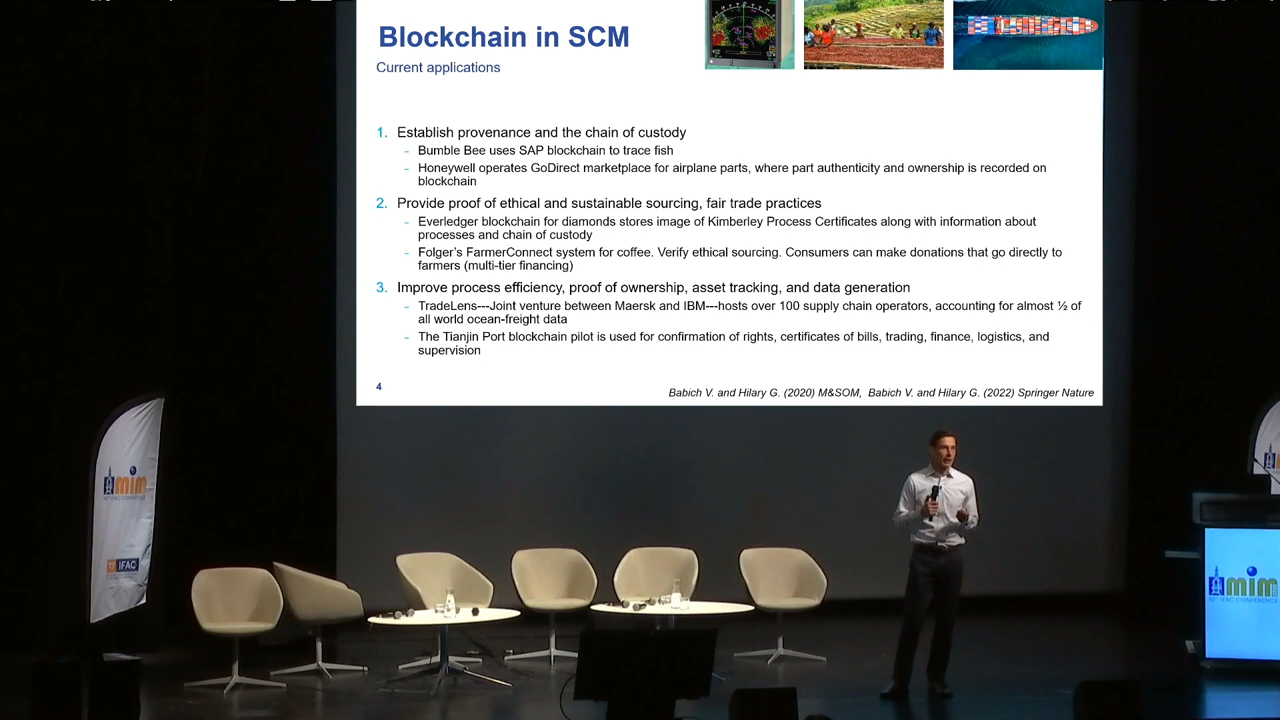 Blockchain in SCM
Current applications
1. Establish provenance and the chain of custody
- Bumble Bee uses SAP blockchain to trace fish
- Honeywell operates GoDirect marketplace for airplane parts, where part authenticity and ownership is recorded on
blockchain
2. Provide proof of ethical and sustainable sourcing, fair trade practices
- Everledger blockchain for diamonds stores image of Kimberley Process Certificates along with information about
processes and chain of custody
- Folger's FarmerConnect system for coffee. Verify ethical sourcing. Consumers can make donations that go directly to
farmers (multi-tier financing)
3. Improve process efficiency, proof of ownership, asset tracking, and data generation
- TradeLens---Joint venture between Maersk and IBM---hosts over 100 supply chain operators, accounting for almost ½ of
all world ocean-freight data
- The Tianjin Port blockchain pilot is used for confirmation of rights, certificates of bills, trading, finance, logistics, and
supervision
4
Babich V. and Hilary G. (2020) M&SOM, Babich V. and Hilary G. (2022) Springer Nature
mim
IFAC
mim
IFAC CONFERENCE